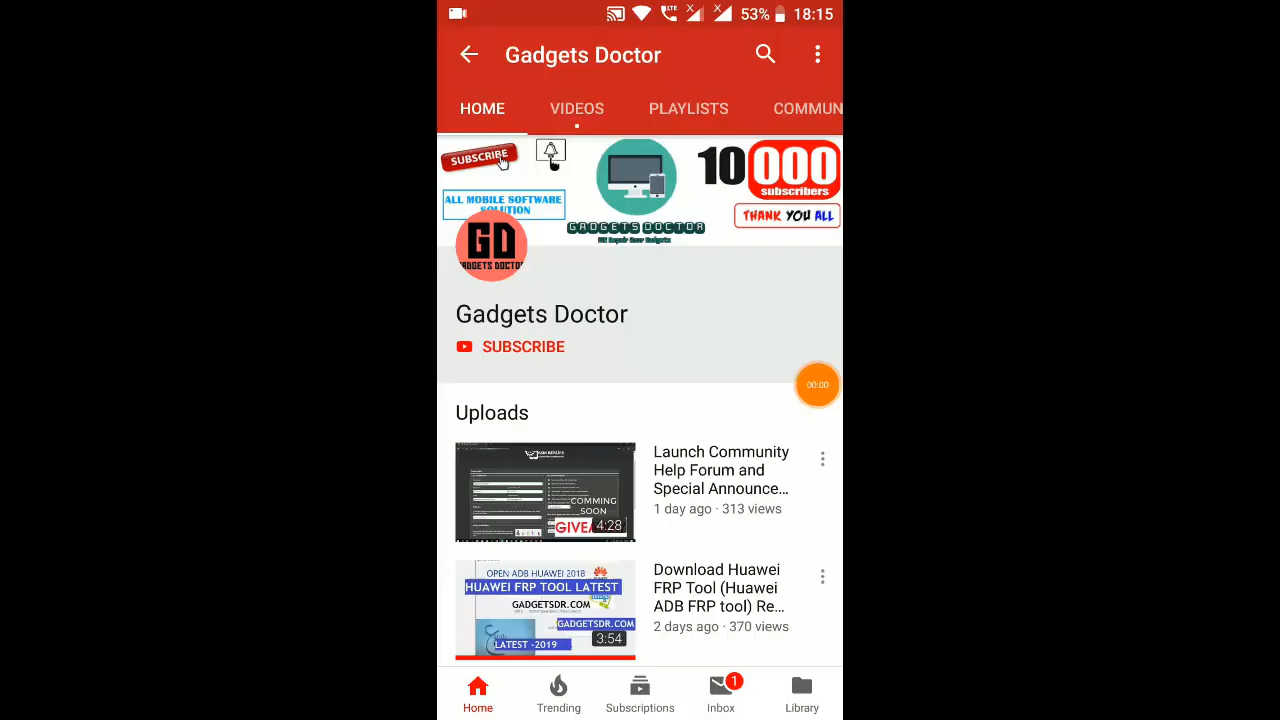 LTE 53% 18:15
Gadgets Doctor
HOME VIDEOS PLAYLISTS COMMUN
SUBSCRIBE
10 000
subscribers
ALL MOBILE SOFTWARE
SOLUTION
THANK YOU ALL
GADGETS DOCTOR
GD
GADGETS DOCTOR
Gadgets Doctor
SUBSCRIBE
00:00
Uploads
COMMING
SOON
GIVEA
4:28
Launch Community
Help Forum and
Special Announce...
1 day ago · 313 views
OPEN ADB HUAWEI 2018
HUAWEI FRP TOOL LATEST
GADGETSDR.COM
GADGETSDR.COM
LATEST -2019
3:54
Download Huawei
FRP Tool (Huawei
ADB FRP tool) Re...
2 days ago · 370 views
1
Home Trending Subscriptions Inbox Library